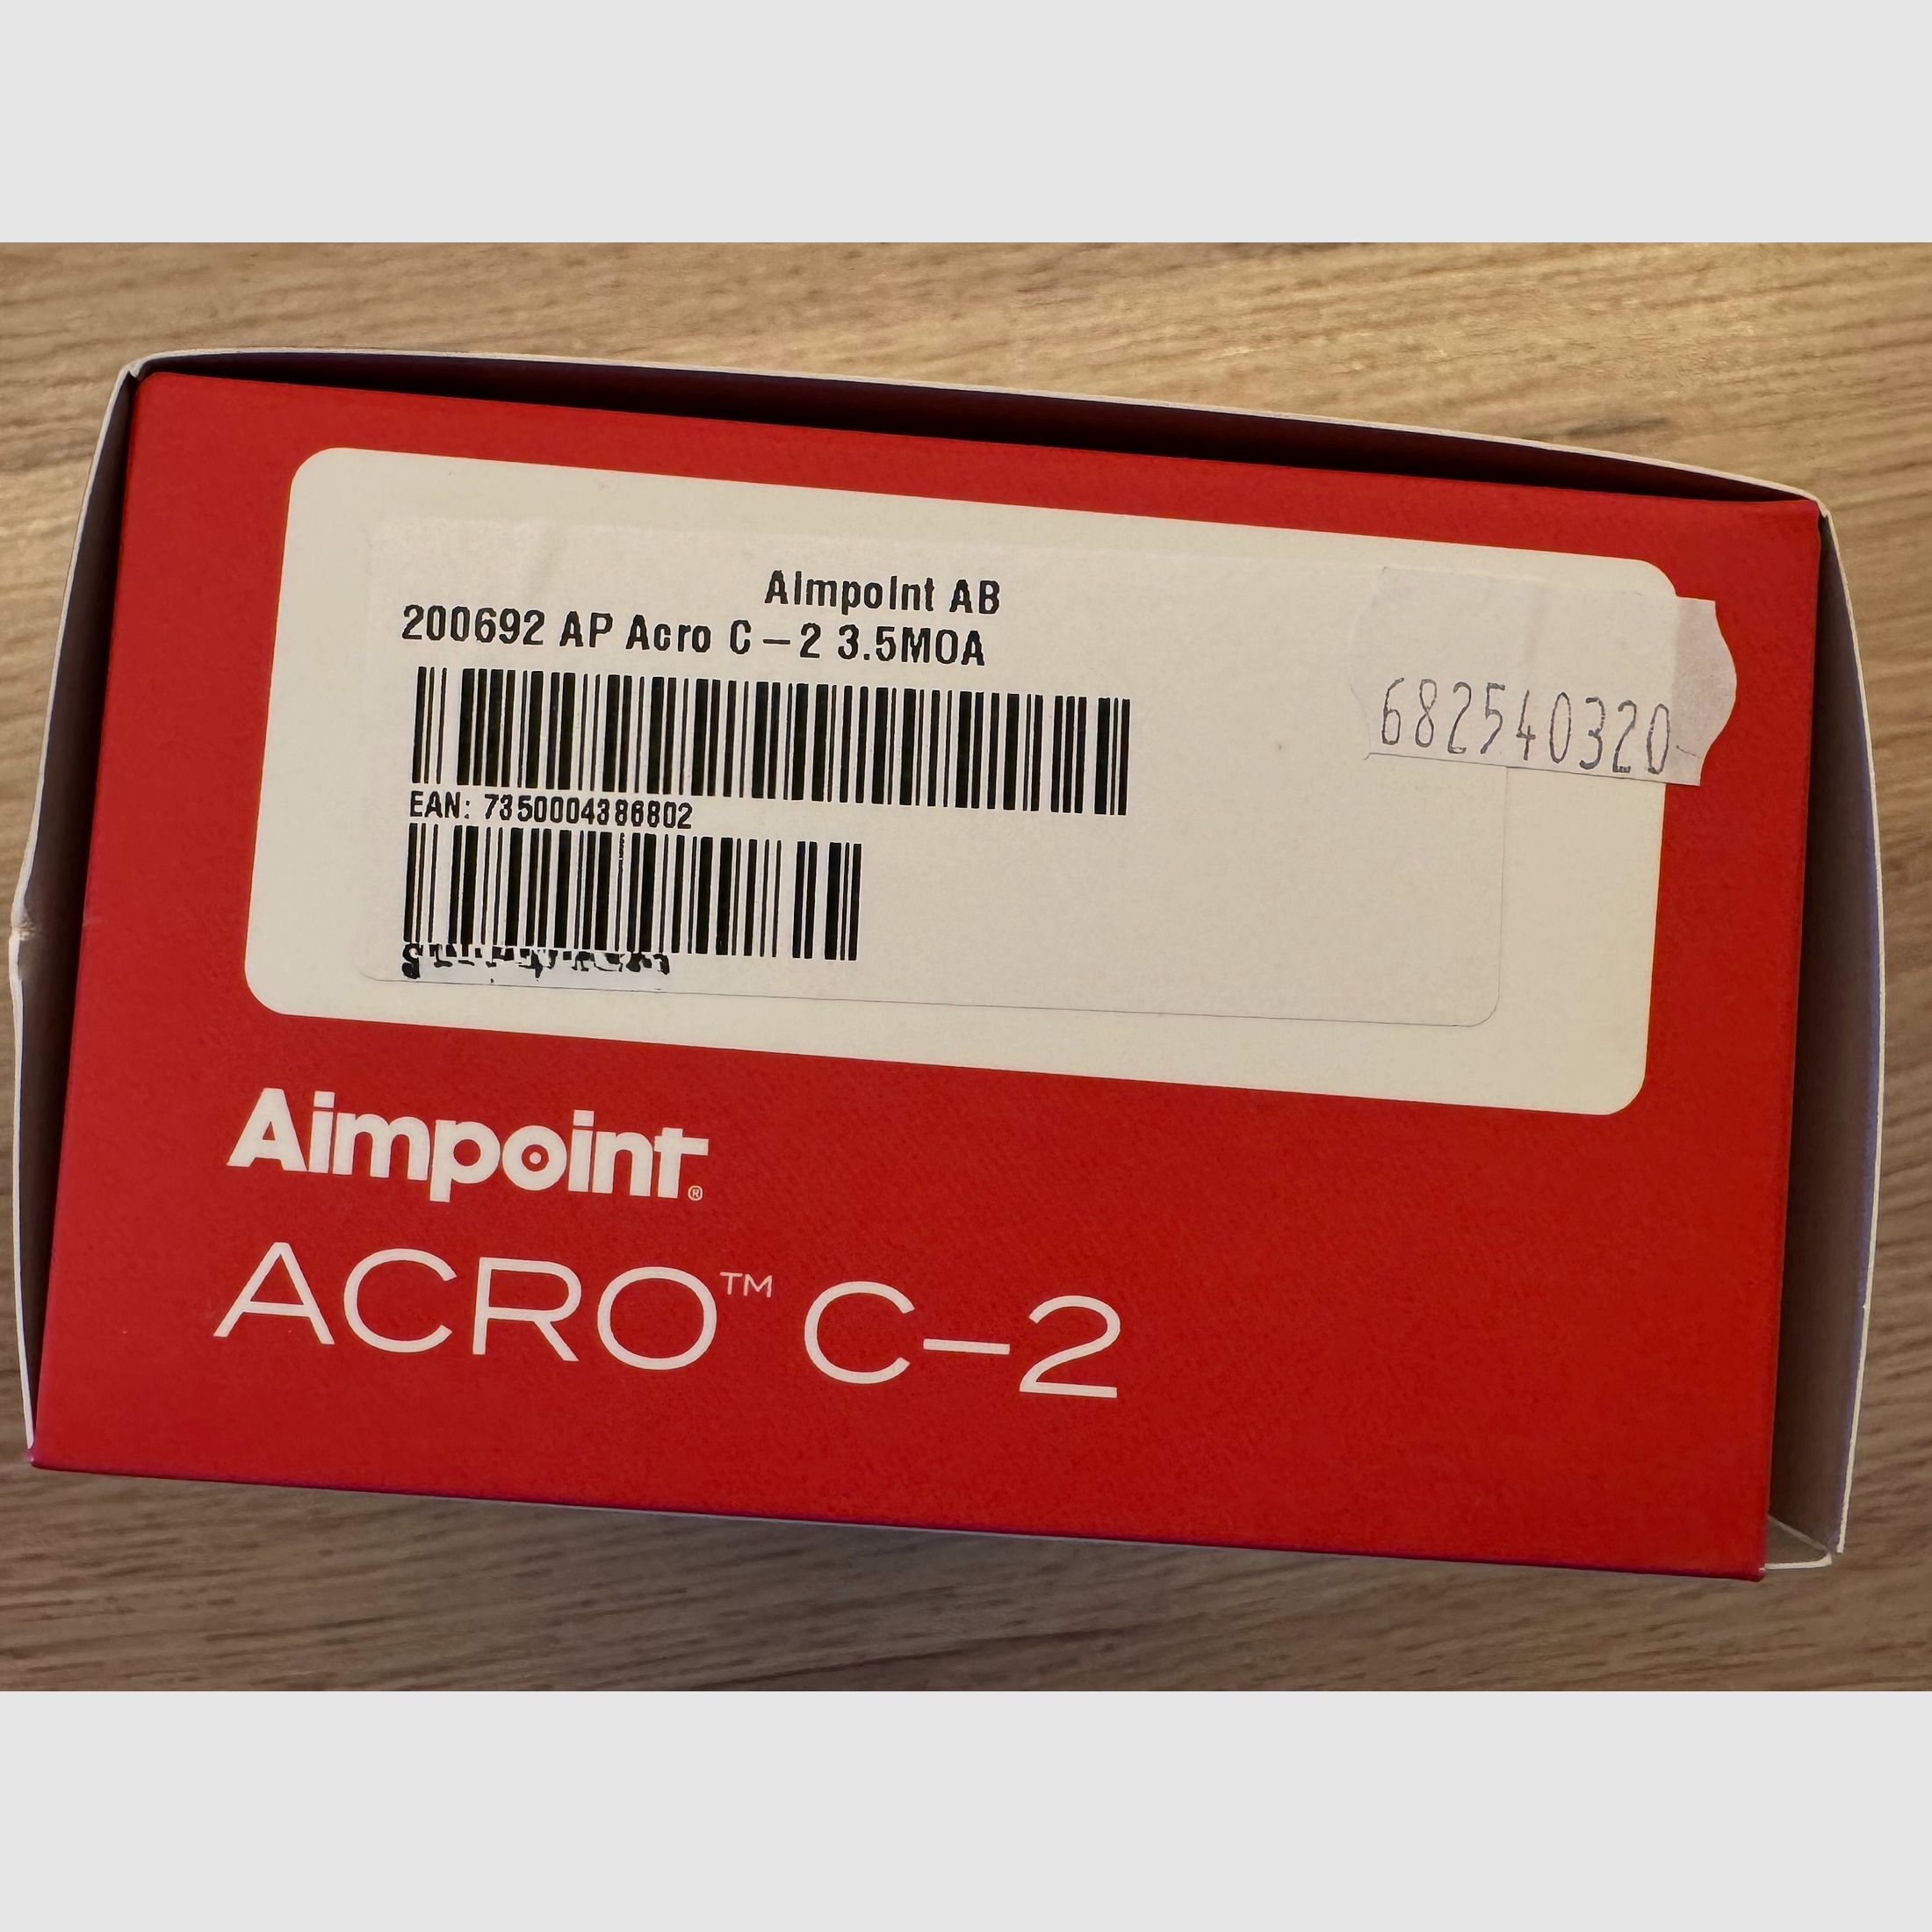 Aimpoint AB
200692 AP Acro C-2 3.5MOA
682540320
EAN: 7350004386802
Aimpoint®
ACRO™ C-2